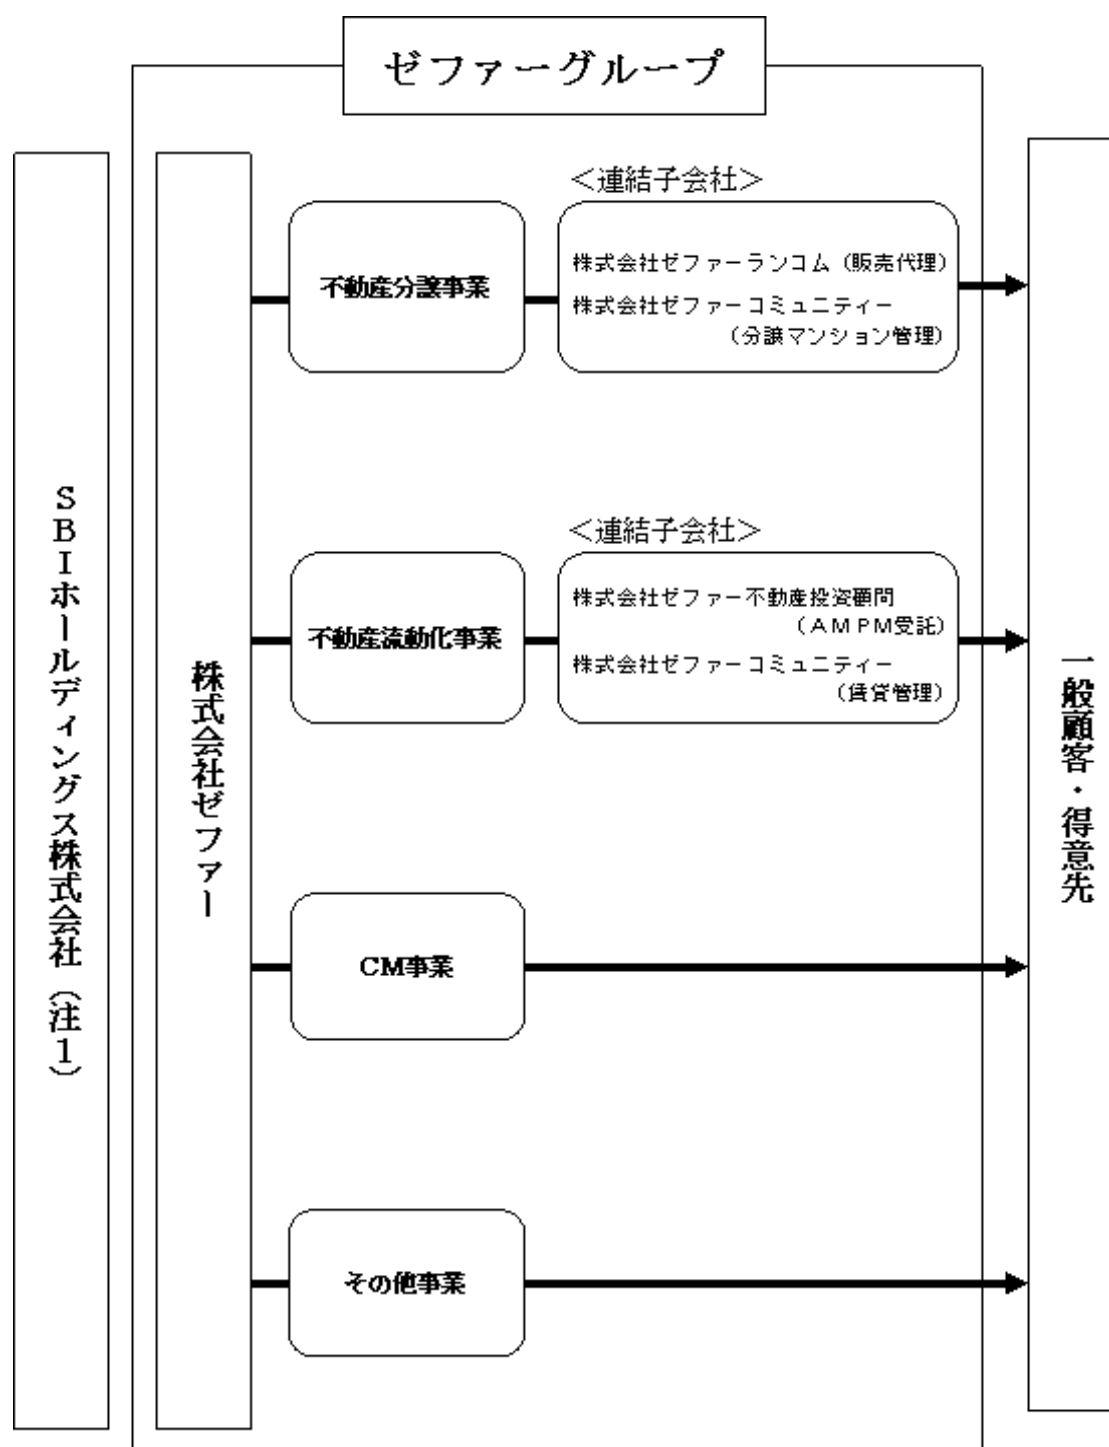 ゼファーグループ
SBIホールディングス株式会社（注1）
株式会社ゼファー
不動産分譲事業
＜連結子会社＞
株式会社ゼファーランコム（販売代理）
株式会社ゼファーコミュニティー
（分譲マンション管理）
不動産流動化事業
＜連結子会社＞
株式会社ゼファー不動産投資顧問
（AMPM受託）
株式会社ゼファーコミュニティー
（賃貸管理）
CM事業
その他事業
一般顧客・得意先